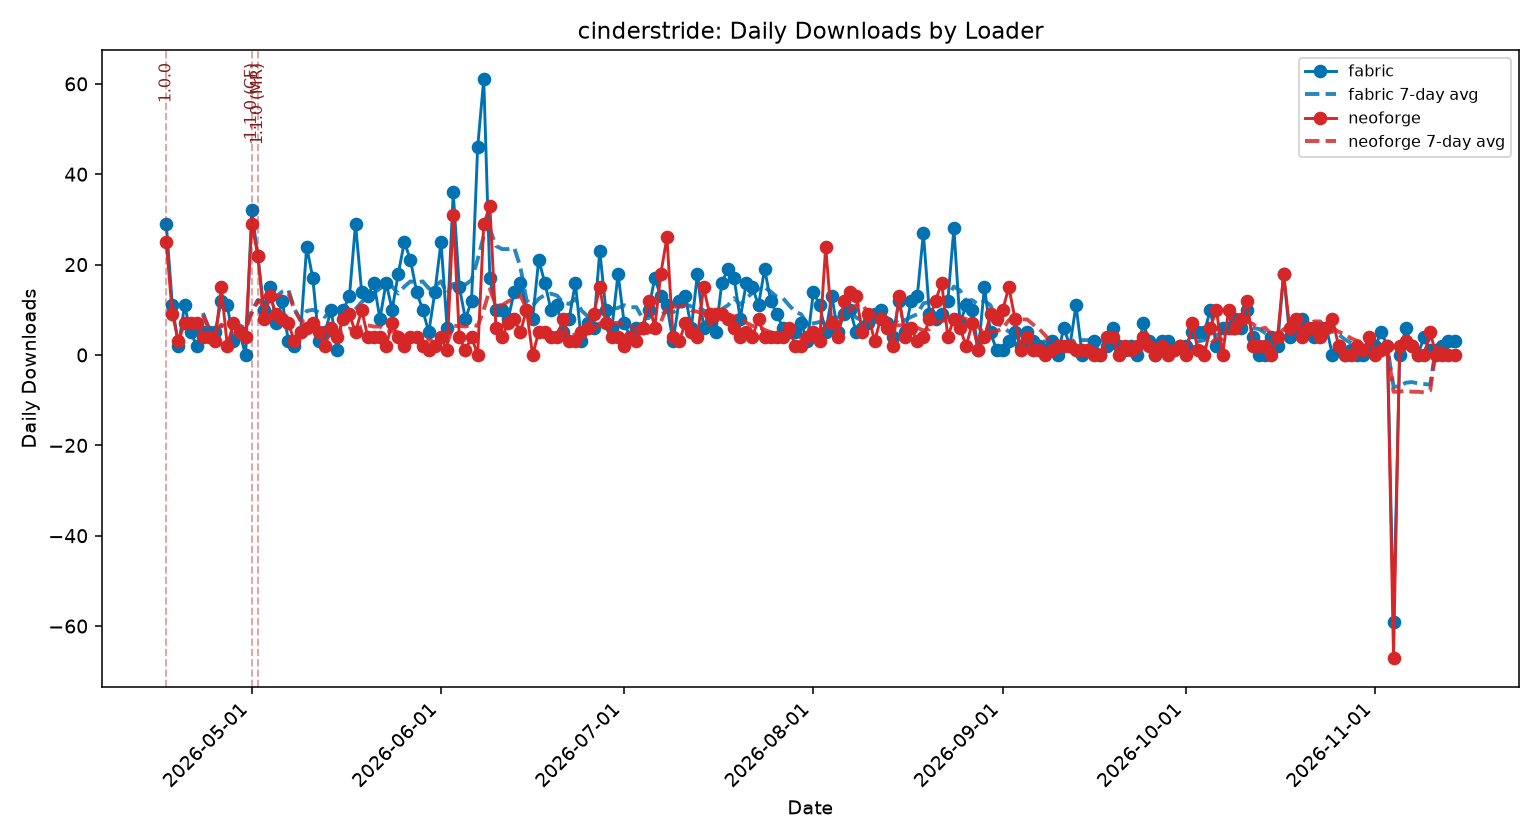 cinderstride: Daily Downloads by Loader
1.0.0
1.1.0 (CF)
1.1.0 (MR)
fabric
fabric 7-day avg
neoforge
neoforge 7-day avg
Daily Downloads
60
40
20
0
−20
−40
−60
2026-05-01
2026-06-01
2026-07-01
2026-08-01
2026-09-01
2026-10-01
2026-11-01
Date